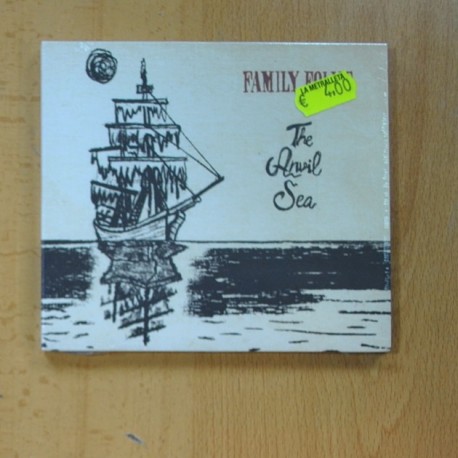 FAMILY FOLKS
LA METRALLETA
€ 4.00
The
Anvil
Sea